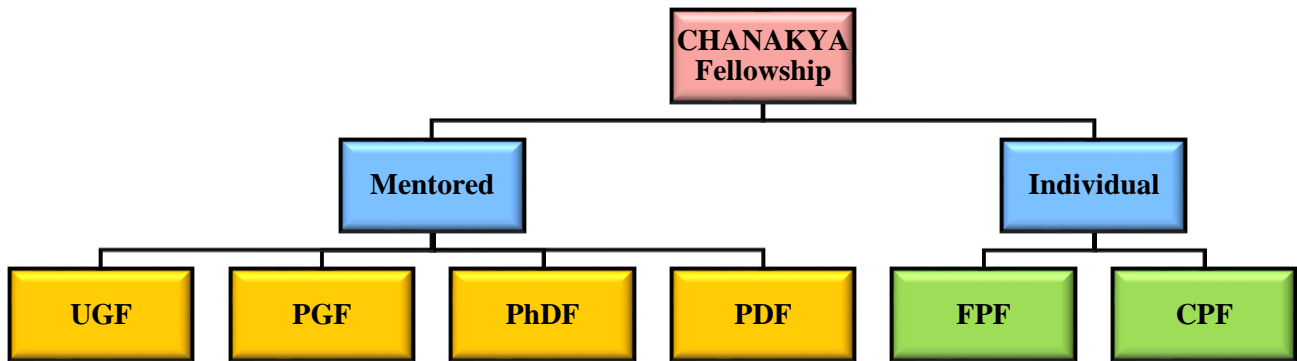 CHANAKYA
Fellowship
Mentored
Individual
UGF
PGF
PhDF
PDF
FPF
CPF